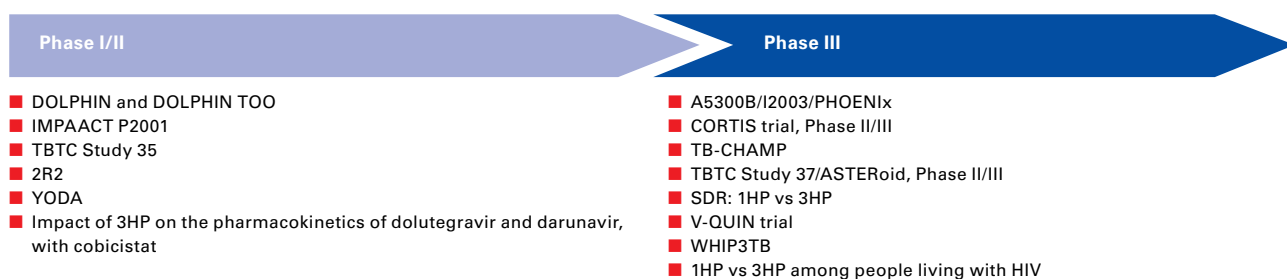 Phase I/II
DOLPHIN and DOLPHIN TOO
IMPAACT P2001
TBTC Study 35
2R2
YODA
Impact of 3HP on the pharmacokinetics of dolutegravir and darunavir,
with cobicistat
Phase III
A5300B/I2003/PHOENIx
CORTIS trial, Phase II/III
TB-CHAMP
TBTC Study 37/ASTERoid, Phase II/III
SDR: 1HP vs 3HP
V-QUIN trial
WHIP3TB
1HP vs 3HP among people living with HIV